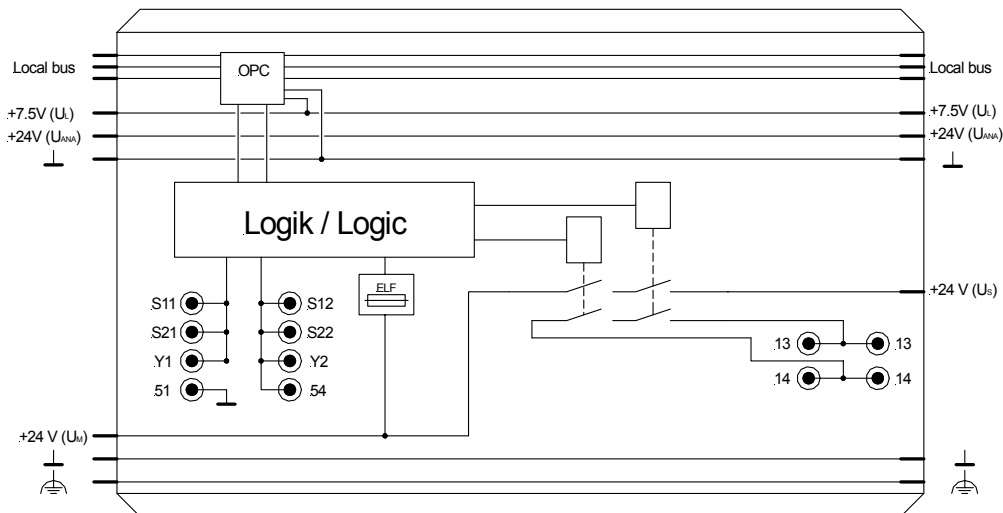 Local bus
OPC
Local bus
+7.5V (UL)
+7.5V (UL)
+24V (UANA)
+24V (UANA)
Logik / Logic
ELF
S11
S12
+24 V (US)
S21
S22
Y1
Y2
13
13
51
54
14
14
+24 V (UM)